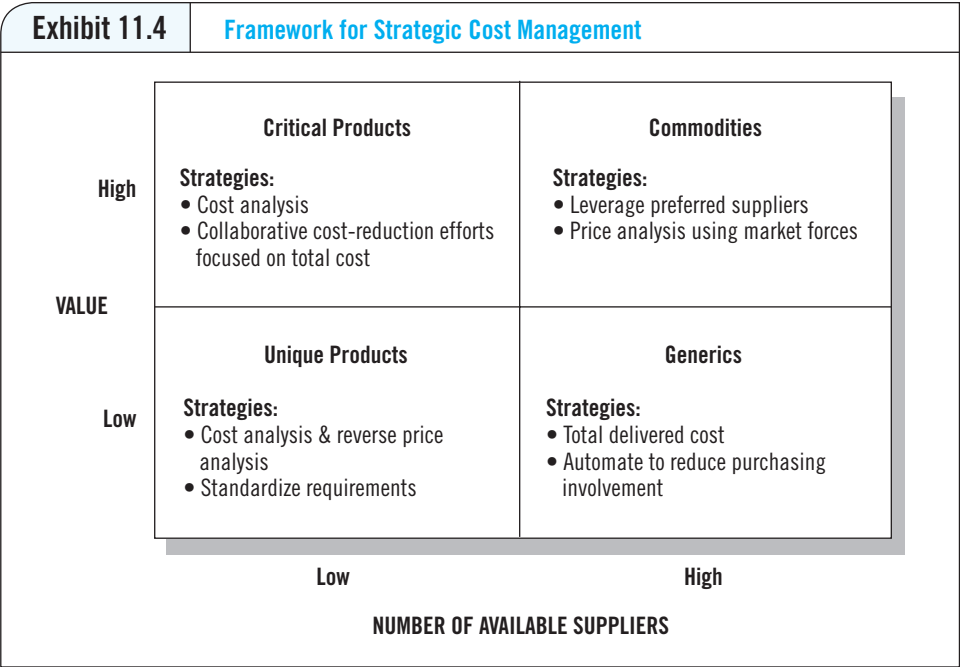 Exhibit 11.4
Framework for Strategic Cost Management
High
VALUE
Low
Critical Products
Strategies:
• Cost analysis
• Collaborative cost-reduction efforts
focused on total cost
Commodities
Strategies:
• Leverage preferred suppliers
• Price analysis using market forces
Unique Products
Strategies:
• Cost analysis & reverse price
analysis
• Standardize requirements
Generics
Strategies:
• Total delivered cost
• Automate to reduce purchasing
involvement
Low
High
NUMBER OF AVAILABLE SUPPLIERS